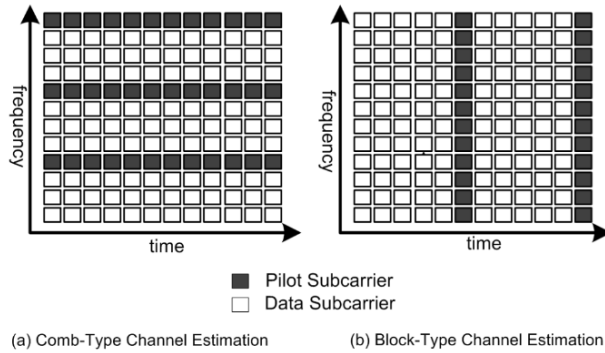 frequency
time
frequency
time
Pilot Subcarrier
Data Subcarrier
(a) Comb-Type Channel Estimation
(b) Block-Type Channel Estimation